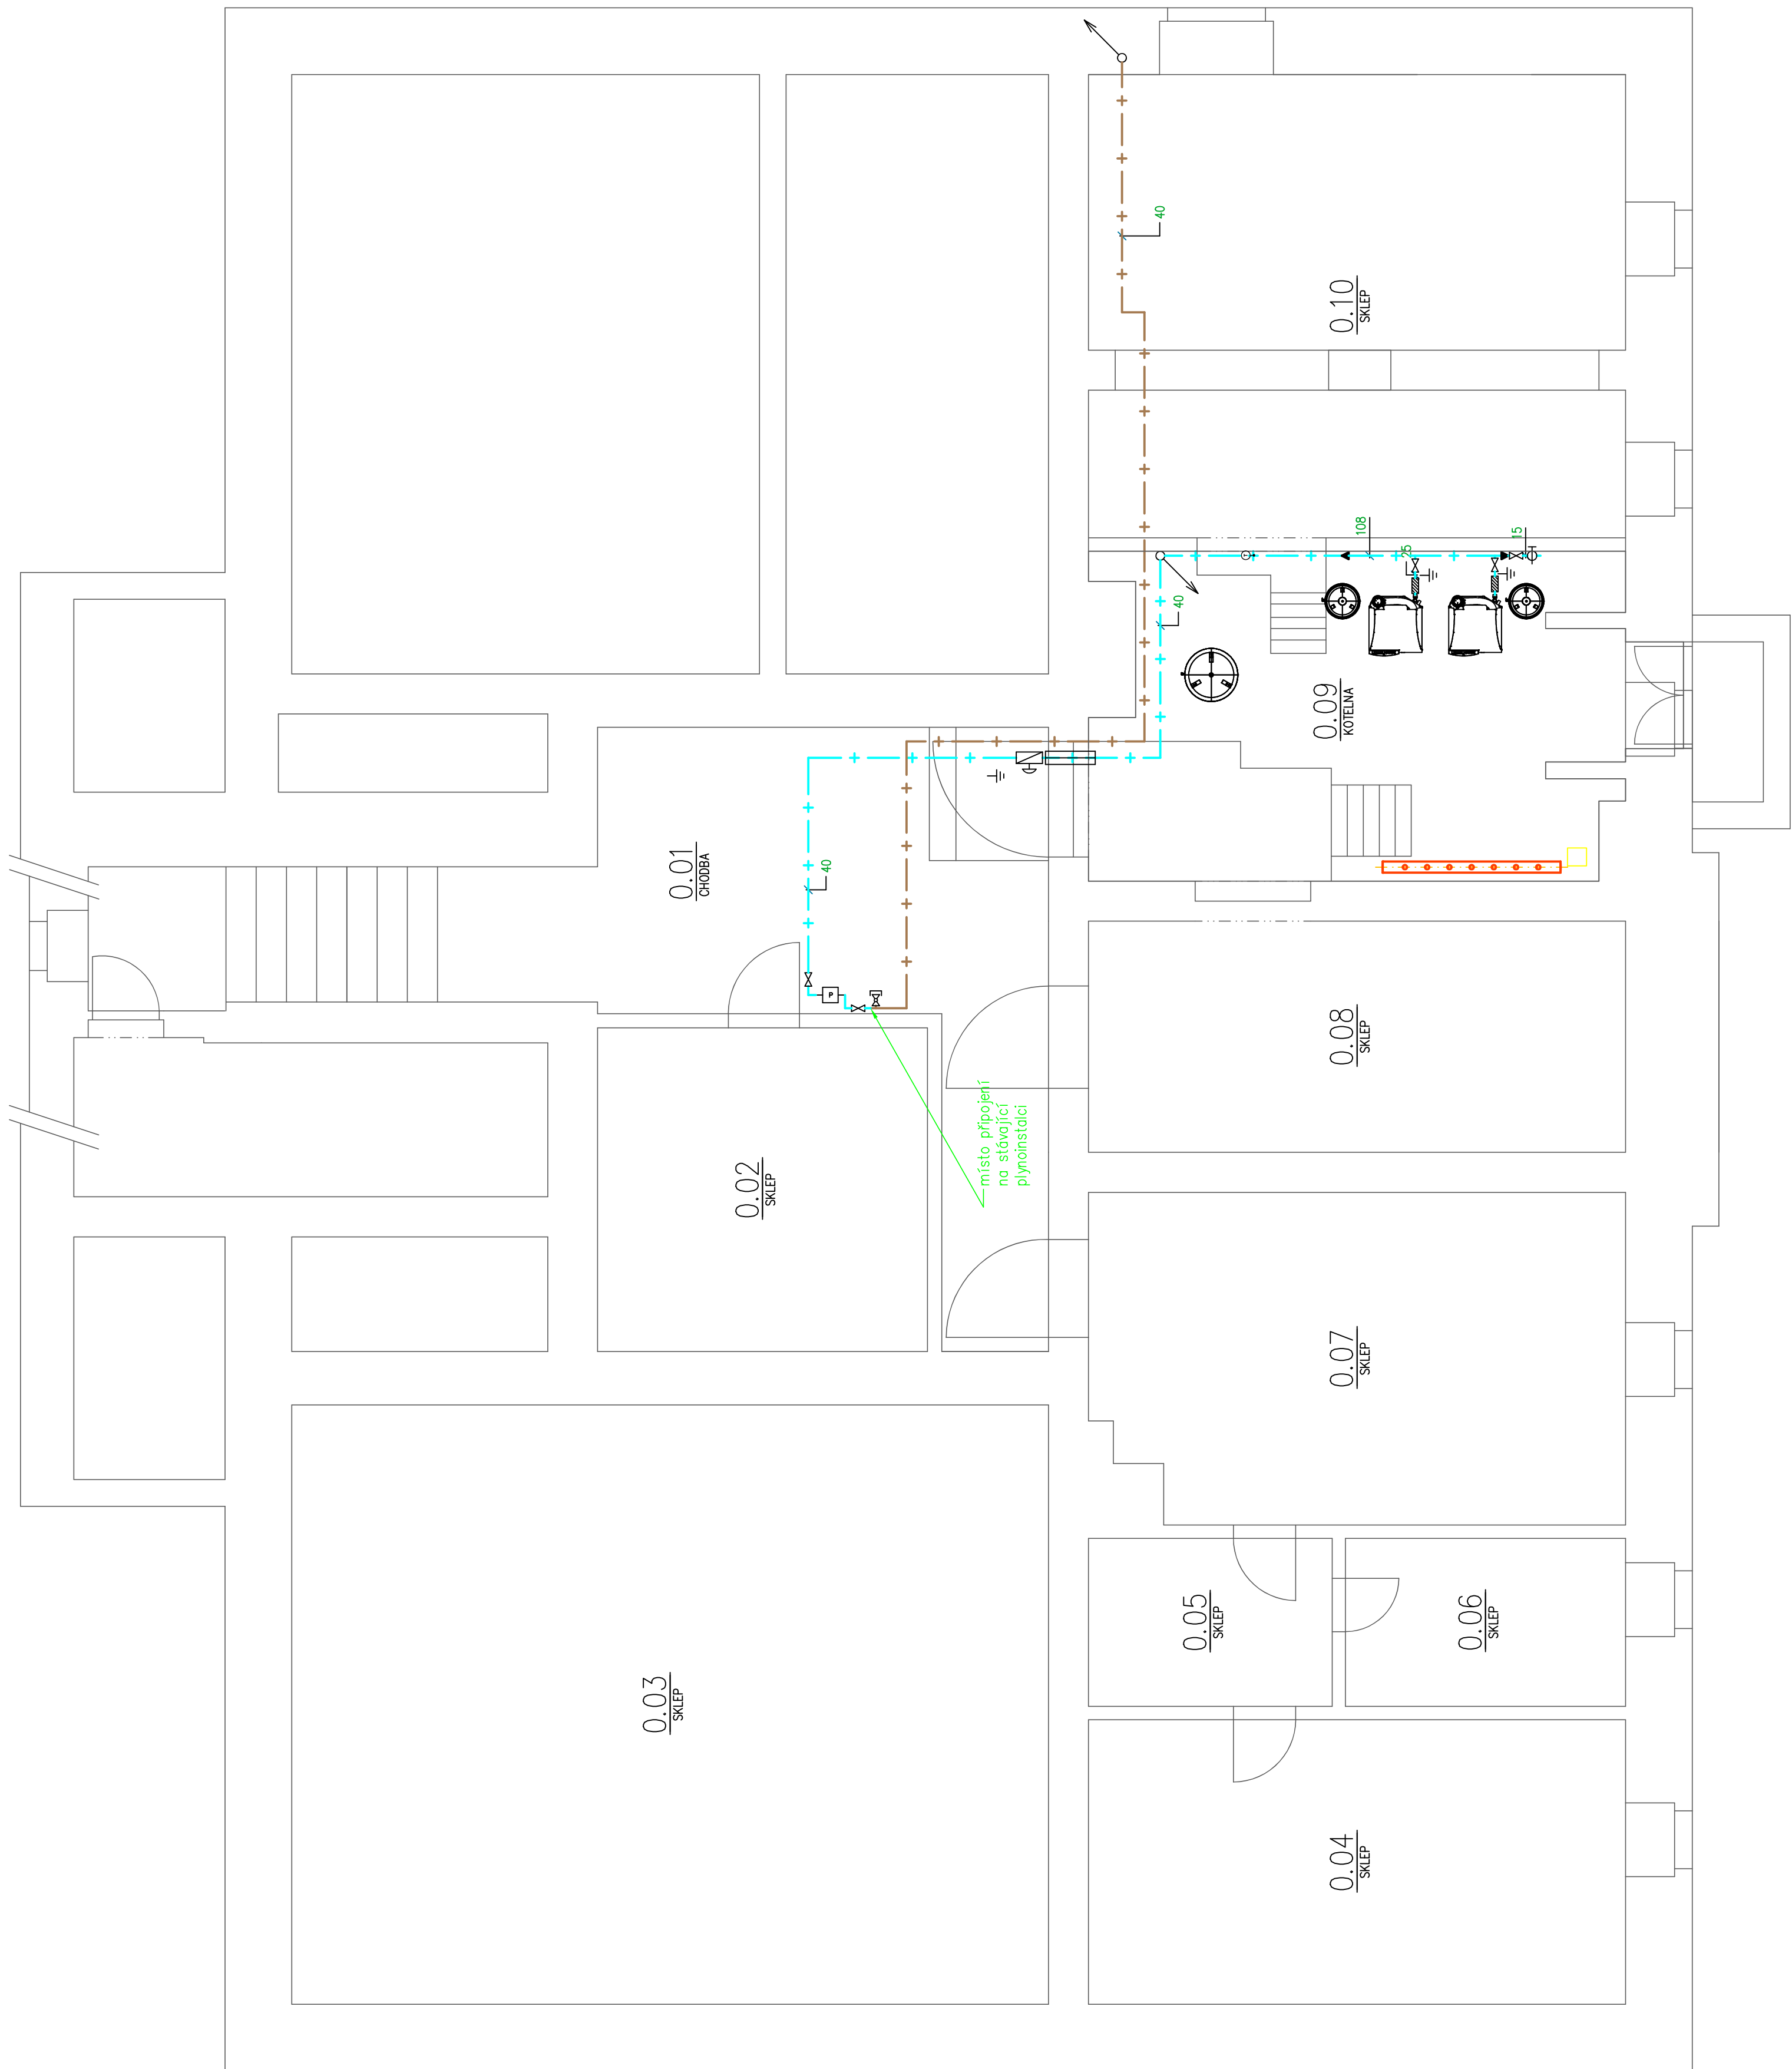 40
0.10
SKLEP
108
25
15
40
0.09
KOTELNA
0.01
CHODBA
40
P
0.08
SKLEP
místo připojení
na stávající
plynoinstalci
0.02
SKLEP
0.07
SKLEP
0.05
SKLEP
0.06
SKLEP
0.03
SKLEP
0.04
SKLEP